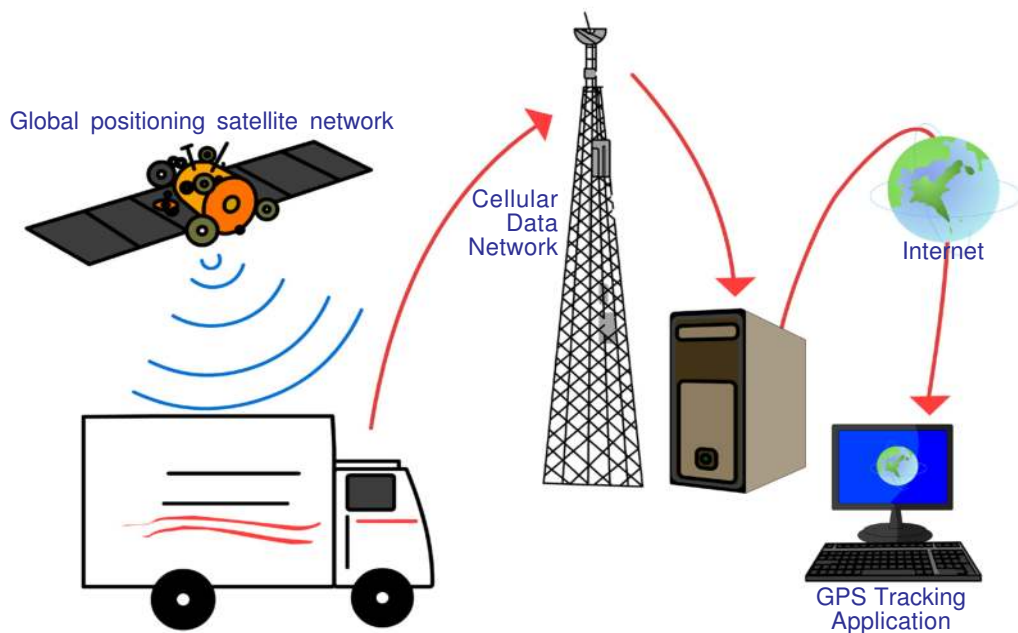 Global positioning satellite network
Cellular
Data
Network
Internet
GPS Tracking
Application